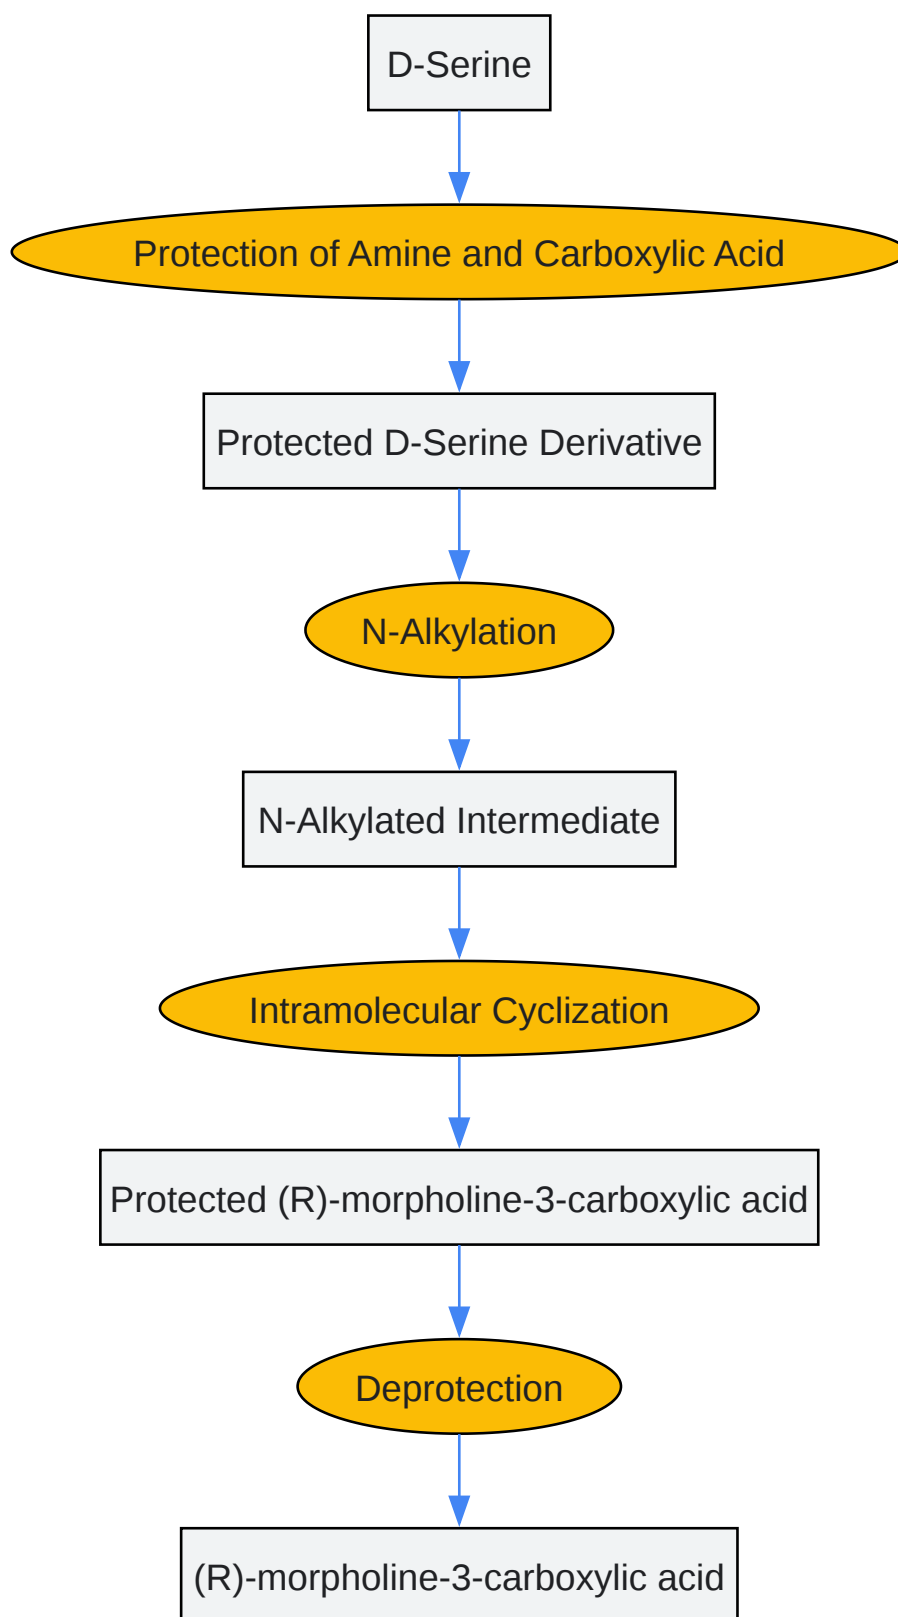 D-Serine
Protection of Amine and Carboxylic Acid
Protected D-Serine Derivative
N-Alkylation
N-Alkylated Intermediate
Intramolecular Cyclization
Protected (R)-morpholine-3-carboxylic acid
Deprotection
(R)-morpholine-3-carboxylic acid